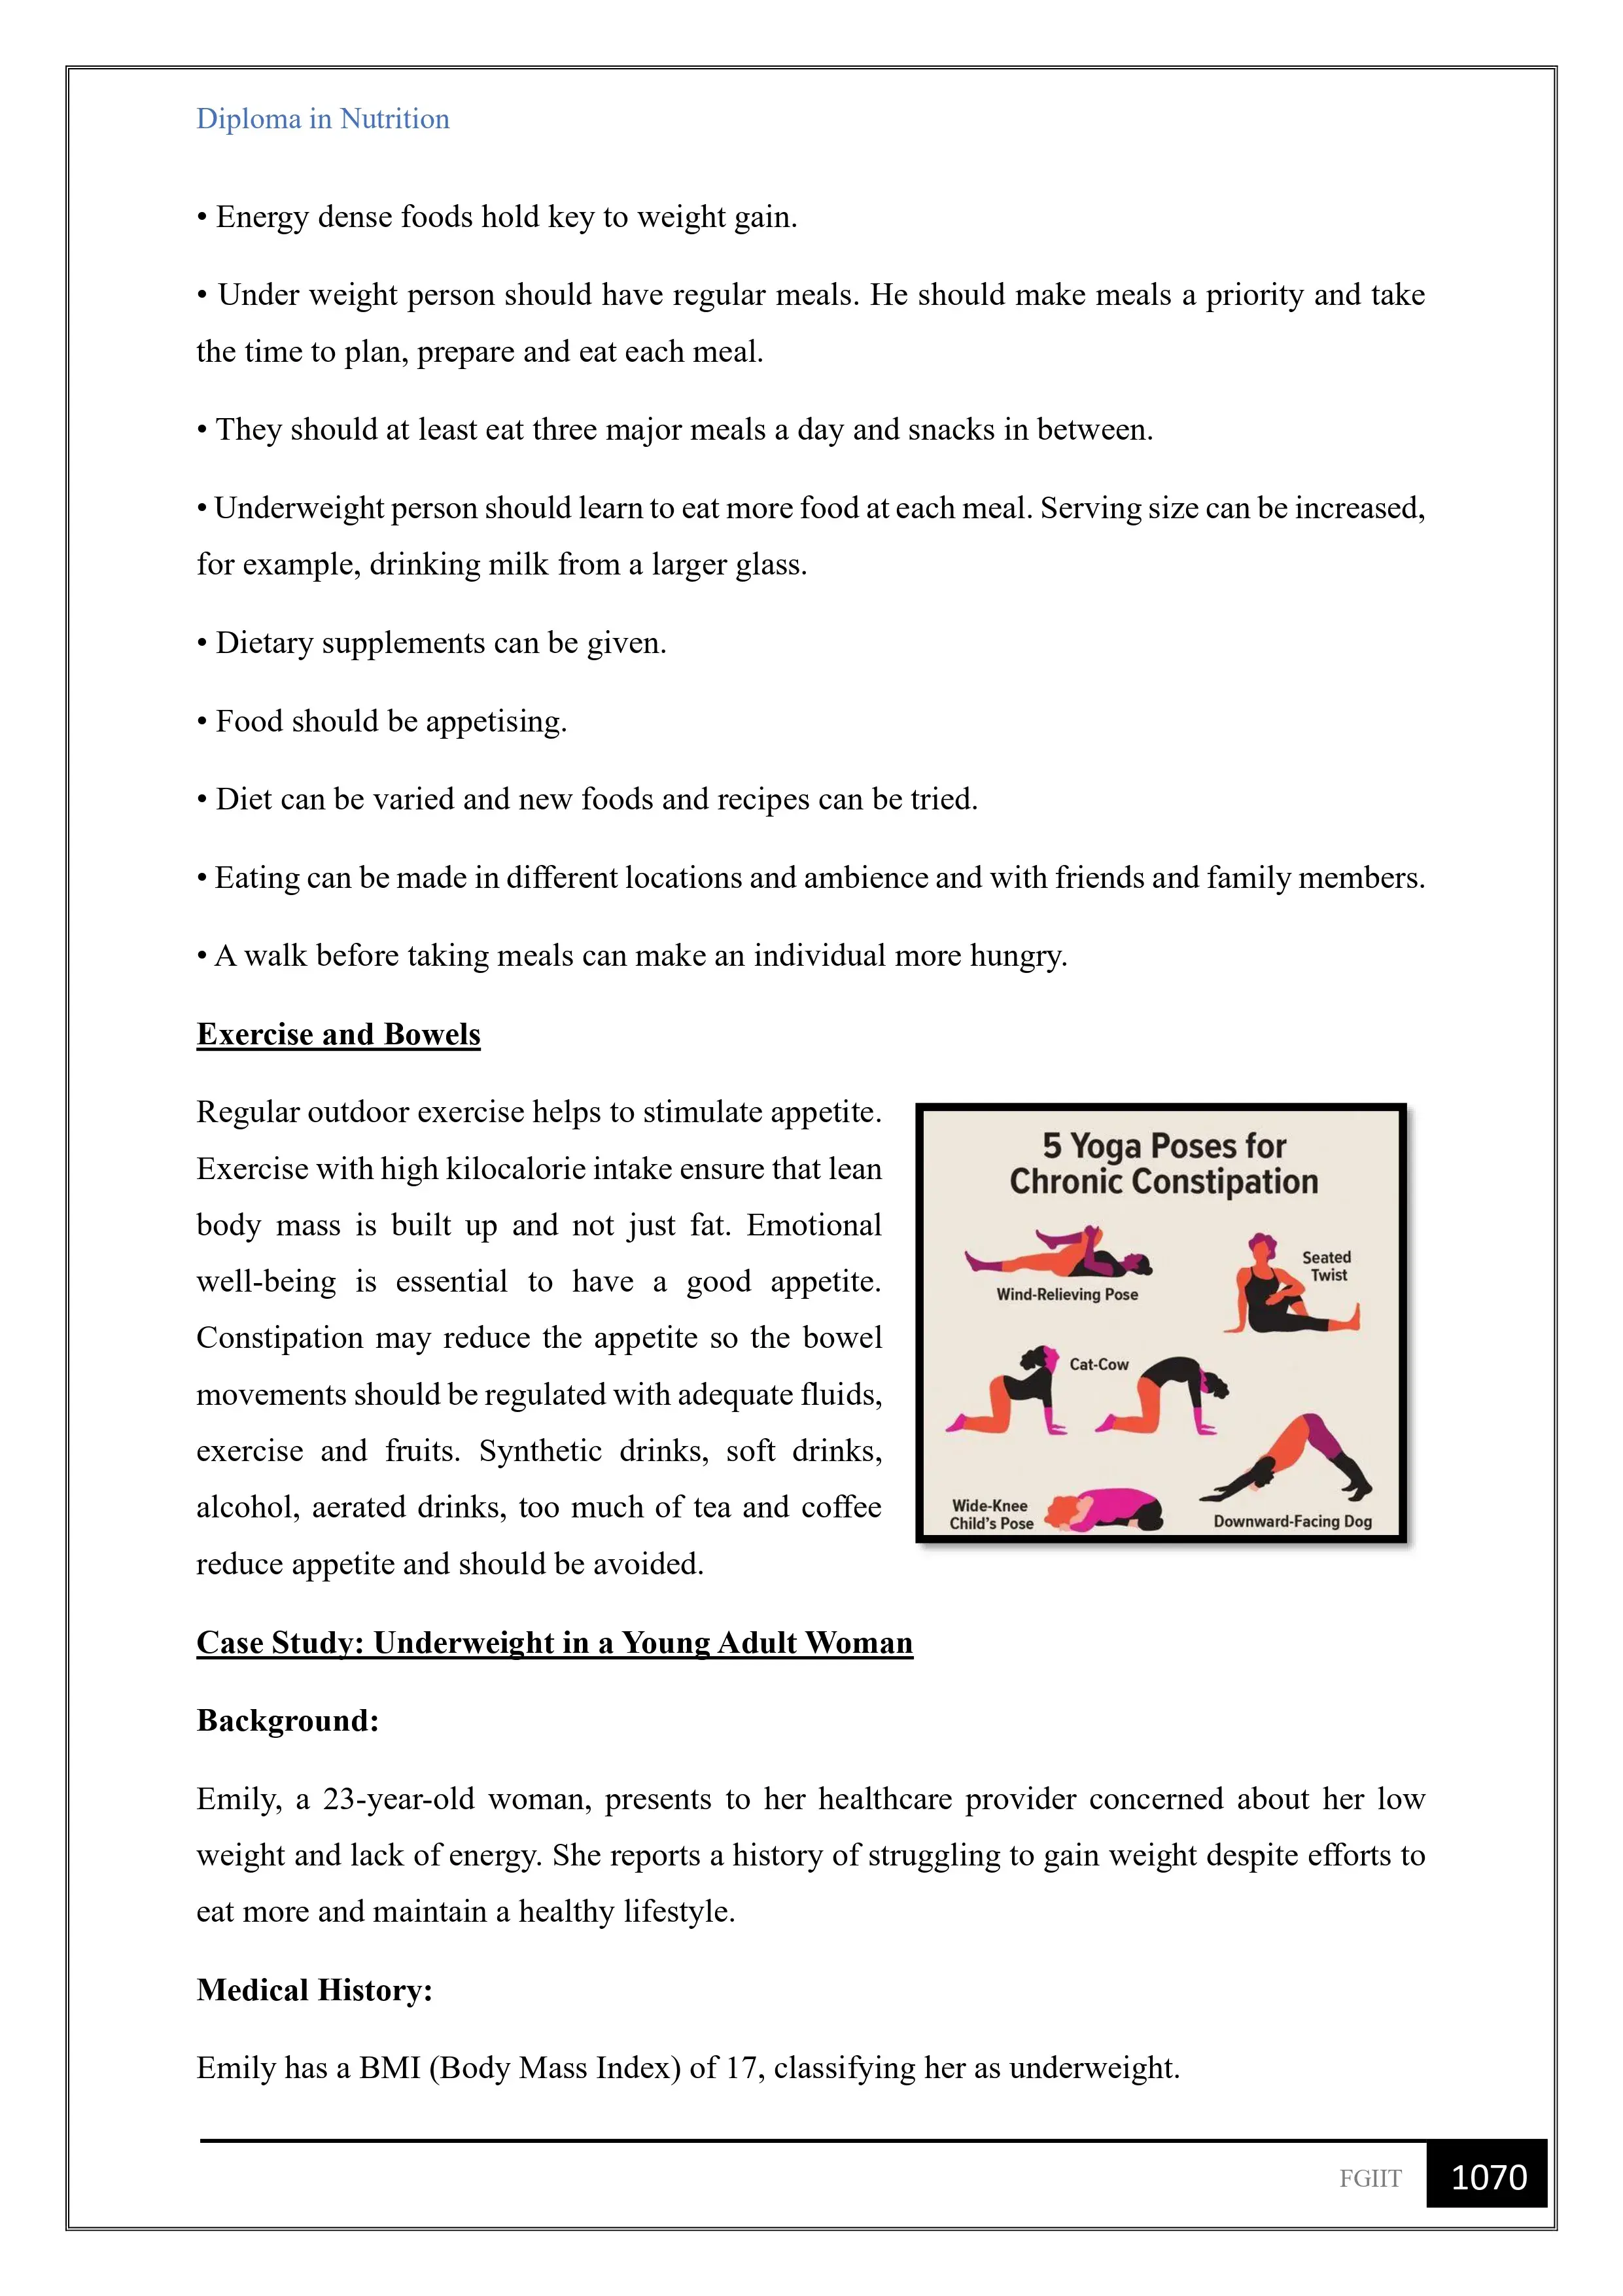 Diploma in Nutrition
• Energy dense foods hold key to weight gain.
• Under weight person should have regular meals. He should make meals a priority and take
the time to plan, prepare and eat each meal.
• They should at least eat three major meals a day and snacks in between.
• Underweight person should learn to eat more food at each meal. Serving size can be increased,
for example, drinking milk from a larger glass.
• Dietary supplements can be given.
• Food should be appetising.
• Diet can be varied and new foods and recipes can be tried.
• Eating can be made in different locations and ambience and with friends and family members.
• A walk before taking meals can make an individual more hungry.
Exercise and Bowels
Regular outdoor exercise helps to stimulate appetite.
Exercise with high kilocalorie intake ensure that lean
body mass is built up and not just fat. Emotional
well-being is essential to have a good appetite.
Constipation may reduce the appetite so the bowel
movements should be regulated with adequate fluids,
exercise and fruits. Synthetic drinks, soft drinks,
alcohol, aerated drinks, too much of tea and coffee
reduce appetite and should be avoided.
5 Yoga Poses for
Chronic Constipation
Wind-Relieving Pose
Seated
Twist
Cat-Cow
Wide-Knee
Child's Pose
Downward-Facing Dog
Case Study: Underweight in a Young Adult Woman
Background:
Emily, a 23-year-old woman, presents to her healthcare provider concerned about her low
weight and lack of energy. She reports a history of struggling to gain weight despite efforts to
eat more and maintain a healthy lifestyle.
Medical History:
Emily has a BMI (Body Mass Index) of 17, classifying her as underweight.
FGIIT
1070